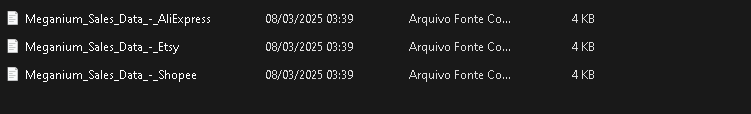 Meganium_Sales_Data_-_AliExpress 08/03/2025 03:39 Arquivo Fonte Co... 4 KB
Meganium_Sales_Data_-_Etsy 08/03/2025 03:39 Arquivo Fonte Co... 4 KB
Meganium_Sales_Data_-_Shopee 08/03/2025 03:39 Arquivo Fonte Co... 4 KB